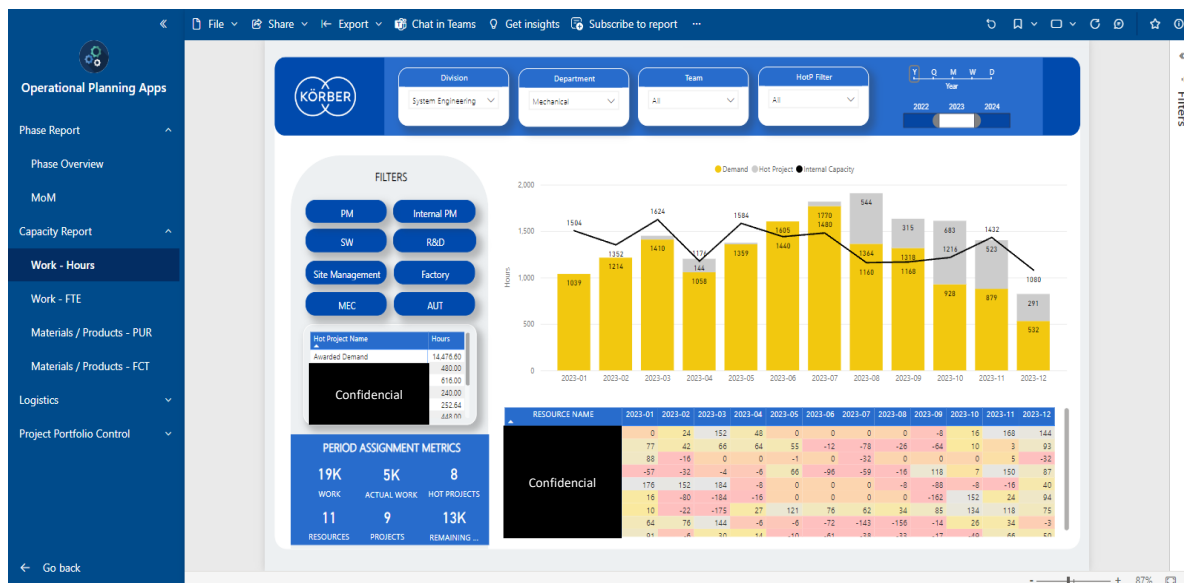 File
Share
Export
Chat in Teams
Get insights
Subscribe to report
Operational Planning Apps
Phase Report
Phase Overview
MoM
Capacity Report
Work - Hours
Work - FTE
Materials / Products - PUR
Materials / Products - FCT
Logistics
Project Portfolio Control
Go back
KÖRBER
Division
System Engineering
Department
Mechanical
Team
All
HotP Filter
All
Y Q M W D
Year
2022 2023 2024
Filters
FILTERS
PM Internal PM
SW R&D
Site Management Factory
MEC AUT
Hot Project Name Hours
Awarded Demand 14,476.60
480.00
616.00
240.00
252.64
448.00
Confidencial
PERIOD ASSIGNMENT METRICS
19K 5K 8
WORK ACTUAL WORK HOT PROJECTS
11 9 13K
RESOURCES PROJECTS REMAINING ...
Demand Hot Project Internal Capacity
Hours
2,000
1,500
1,000
500
0
1504 1352 1624 1176 1584 1440 1480 1160 1168 1216 1432 1080
1039 1214 1410 1058 1359 1605 1770 1364 1318 928 879 532
144 544 315 683 523 291
2023-01 2023-02 2023-03 2023-04 2023-05 2023-06 2023-07 2023-08 2023-09 2023-10 2023-11 2023-12
RESOURCE NAME 2023-01 2023-02 2023-03 2023-04 2023-05 2023-06 2023-07 2023-08 2023-09 2023-10 2023-11 2023-12
Confidencial
0 24 152 48 0 0 0 0 -8 16 168 144
77 42 66 64 55 -12 -78 -26 -64 10 3 93
88 -16 0 0 -1 0 -32 0 0 0 5 -32
-57 -32 -4 -6 66 -96 -59 -16 118 7 150 87
176 152 184 -8 0 0 0 -8 -88 -8 -16 40
16 -80 -184 -16 0 0 0 0 -162 152 24 94
10 -22 -175 27 121 76 62 34 85 134 118 75
64 76 144 -6 -6 -72 -143 -156 -14 26 34 -3
91 -6 30 14 -10 -61 -38 -33 -17 -49 66 50
87%